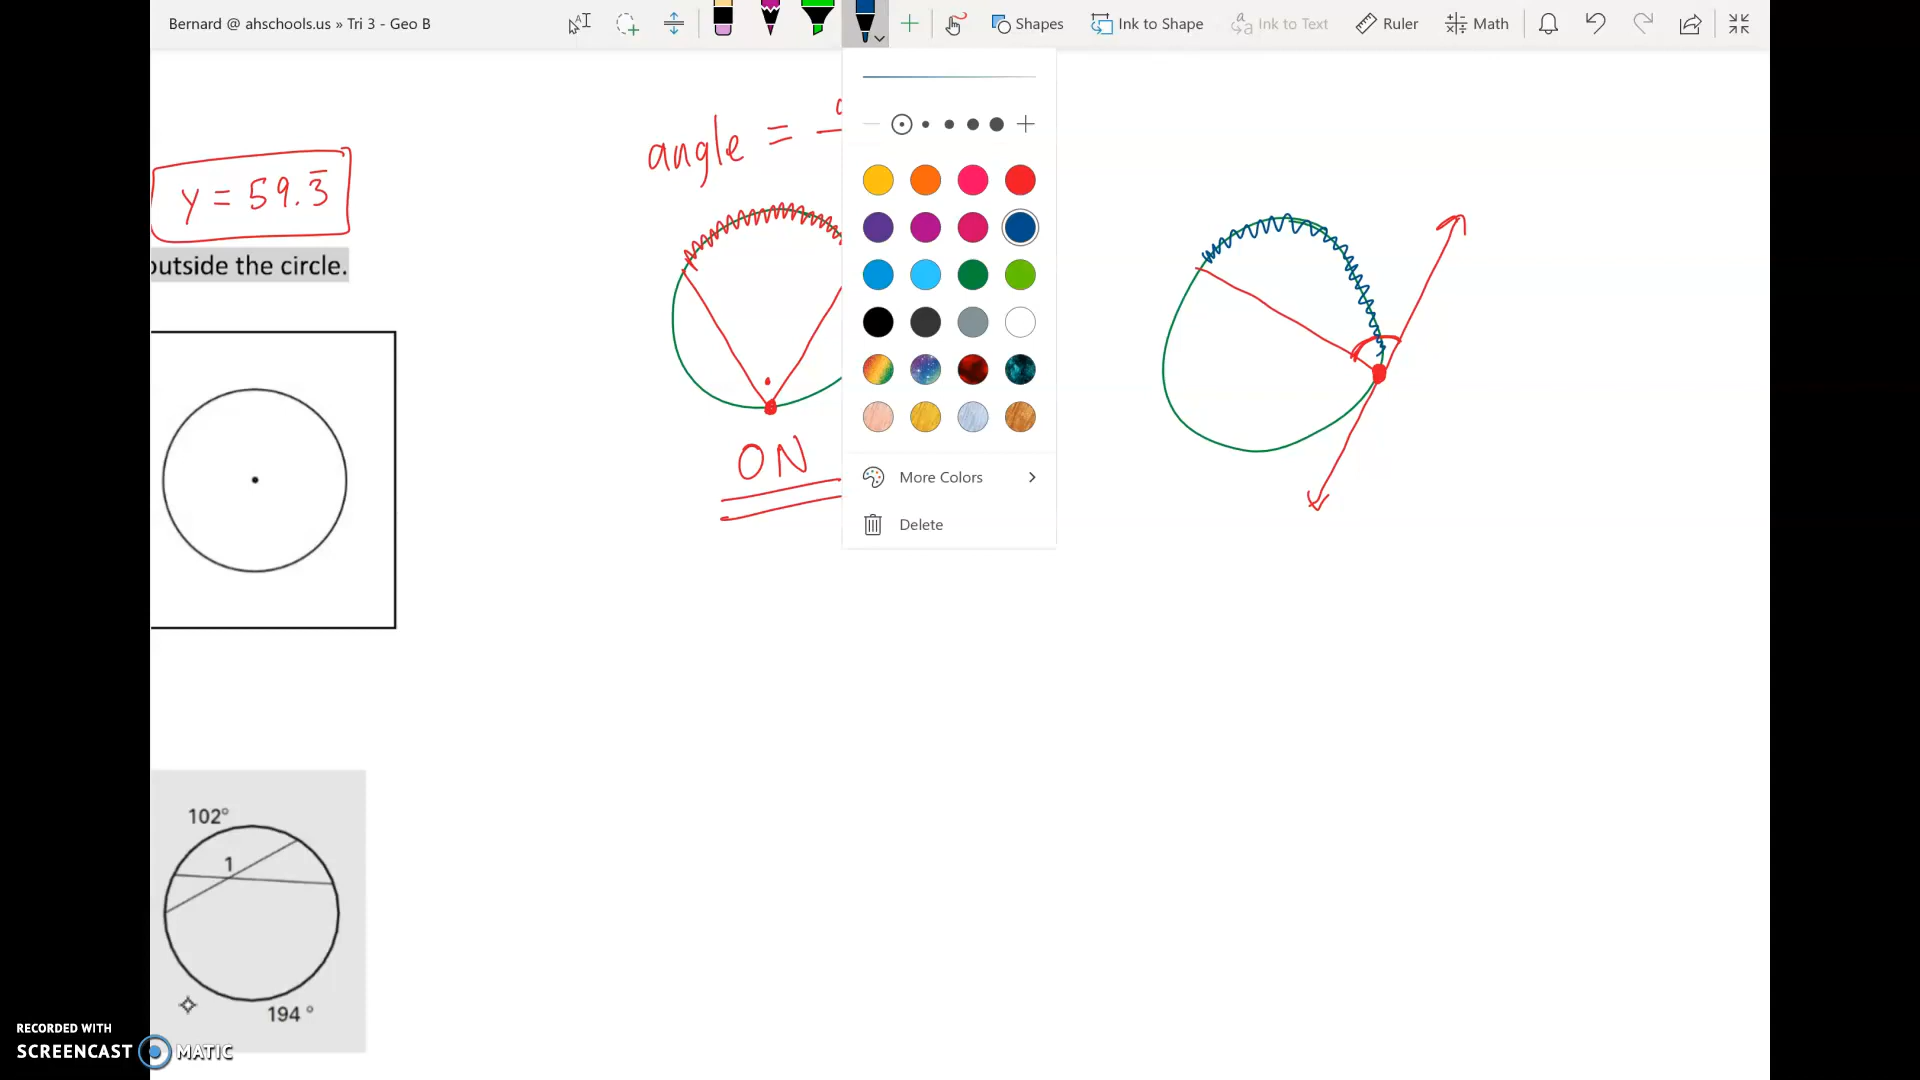 Bernard @ ahschools.us » Tri 3 - Geo B
Shapes
Ink to Shape
Ink to Text
Ruler
Math
angle =
y = 59.3̅
outside the circle.
ON
More Colors
Delete
102°
1
194 °
RECORDED WITH
SCREENCAST MATIC